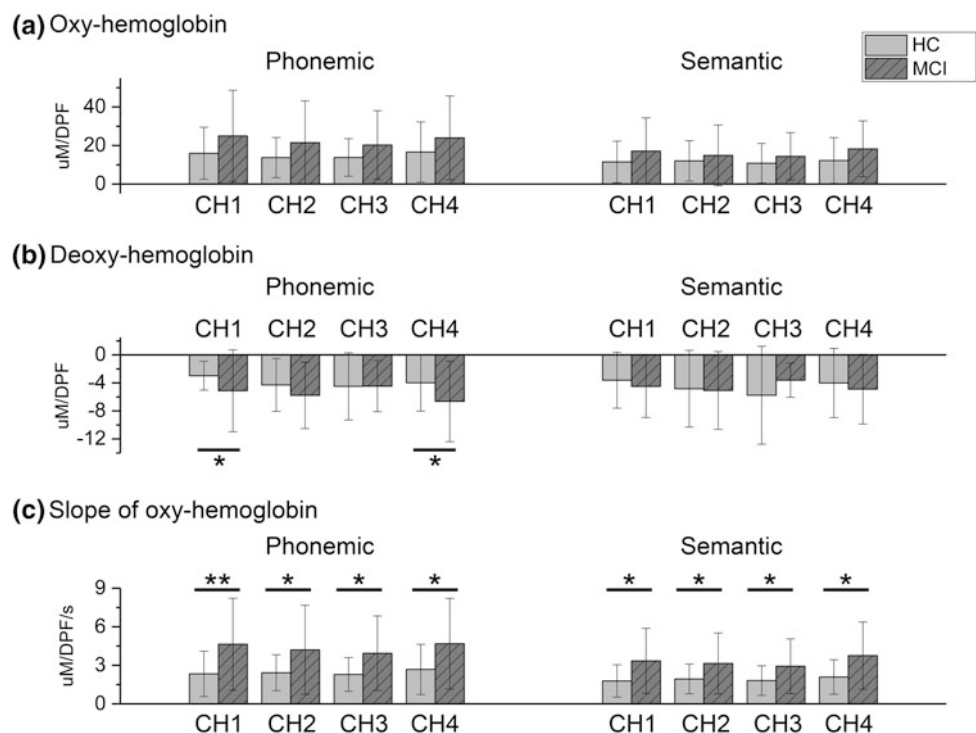 (a) Oxy-hemoglobin
HC
MCI
Phonemic Semantic
uM/DPF
40
20
0
CH1 CH2 CH3 CH4 CH1 CH2 CH3 CH4
(b) Deoxy-hemoglobin
Phonemic Semantic
CH1 CH2 CH3 CH4 CH1 CH2 CH3 CH4
uM/DPF
0
-4
-8
-12
* *
(c) Slope of oxy-hemoglobin
Phonemic Semantic
** * * * * * * *
uM/DPF/s
9
6
3
0
CH1 CH2 CH3 CH4 CH1 CH2 CH3 CH4